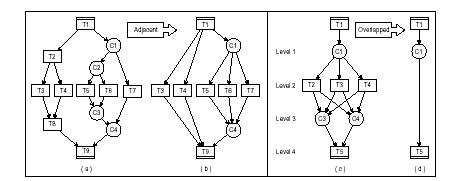 T1
Adjacent
T1
T1
Overlapped
T1
C1
C1
Level 1
C1
C1
T2
C2
T3
T4
T5
T6
T7
T3
T4
T5
T6
T7
Level 2
T2
T3
T4
C3
Level 3
C3
C4
T8
C4
C4
T9
T9
Level 4
T5
T5
( a )
( b )
( c )
( d )